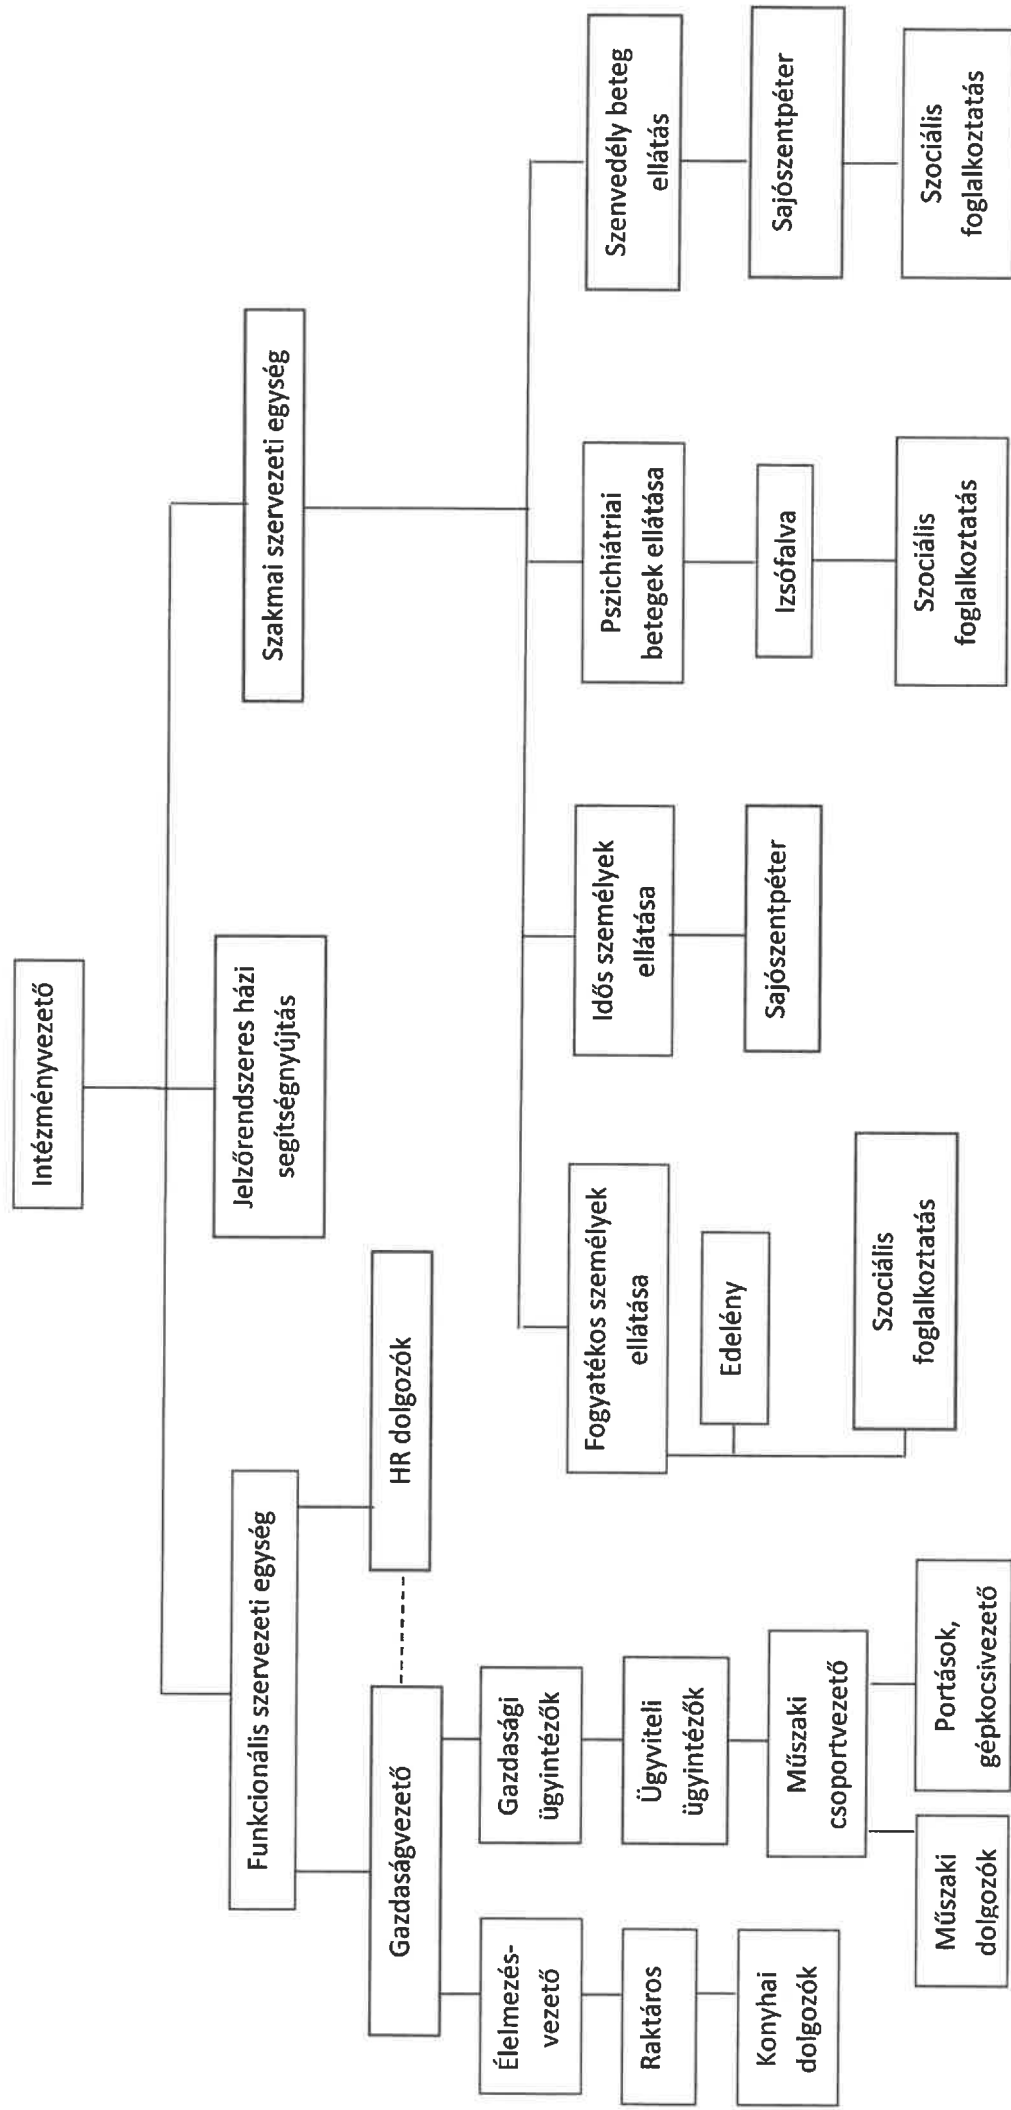 Intézményvezető
Funkcionális szervezeti egység
Jelzőrendszeres házi
segítségnyújtás
Szakmai szervezeti egység
Gazdaságvezető
HR dolgozók
Élelmezés-
vezető
Gazdasági
ügyintézők
Raktáros
Ügyviteli
ügyintézők
Konyhai
dolgozók
Műszaki
csoportvezető
Műszaki
dolgozók
Portások,
gépkocsivezető
Fogyatékos személyek
ellátása
Idős személyek
ellátása
Pszichiátriai
betegek ellátása
Szenvedély beteg
ellátás
Edelény
Sajószentpéter
Izsófalva
Sajószentpéter
Szociális
foglalkoztatás
Szociális
foglalkoztatás
Szociális
foglalkoztatás